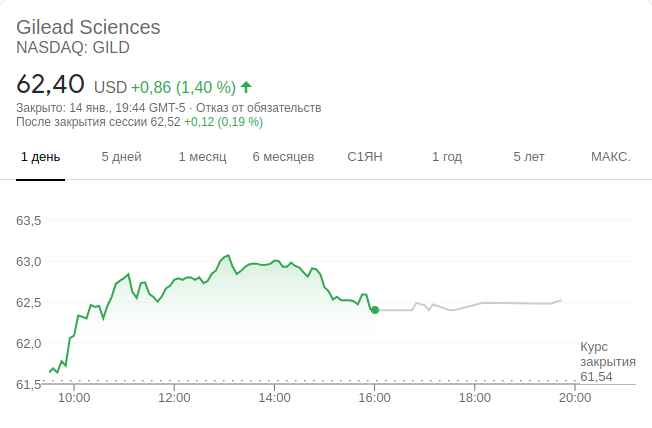 Gilead Sciences
NASDAQ: GILD
62,40 USD +0,86 (1,40 %)
Закрыто: 14 янв., 19:44 GMT-5 · Отказ от обязательств
После закрытия сессии 62,52 +0,12 (0,19 %)
1 день 5 дней 1 месяц 6 месяцев С1ЯН 1 год 5 лет МАКС.
63,5
63,0
62,5
62,0
61,5
Курс
закрытия
61,54
10:00 12:00 14:00 16:00 18:00 20:00